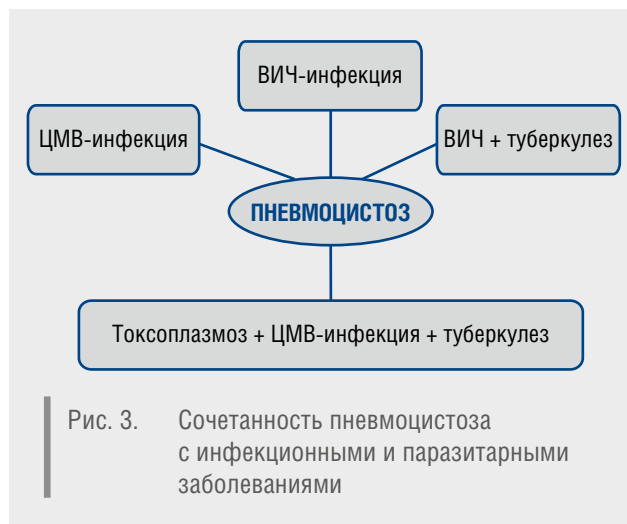 ВИЧ-инфекция
ЦМВ-инфекция
ВИЧ + туберкулез
ПНЕВМОЦИСТОЗ
Токсоплазмоз + ЦМВ-инфекция + туберкулез
Рис. 3. Сочетанность пневмоцистоза
с инфекционными и паразитарными
заболеваниями